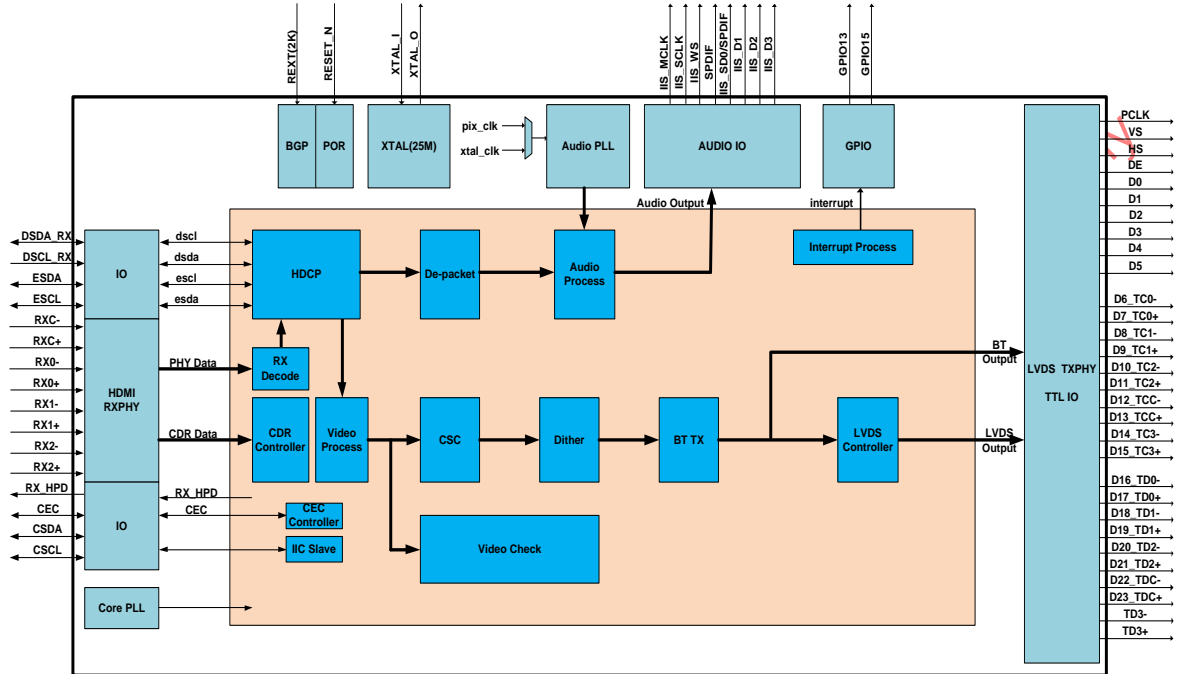 REXT(2K)
RESET_N
XTAL_I
XTAL_O
IIS_MCLK
IIS_SCLK
IIS_WS
SPDIF
IIS_SD0/SPDIF
IIS_D1
IIS_D2
IIS_D3
GPIO13
GPIO15
BGP
POR
XTAL(25M)
pix_clk
xtal_clk
Audio PLL
AUDIO IO
GPIO
Audio Output
interrupt
DSDA_RX
DSCL_RX
ESDA
ESCL
RXC-
RXC+
RX0-
RX0+
RX1-
RX1+
RX2-
RX2+
RX_HPD
CEC
CSDA
CSCL
IO
HDMI
RXPHY
IO
Core PLL
dscl
dsda
escl
esda
PHY Data
CDR Data
RX_HPD
CEC
HDCP
De-packet
Audio
Process
Interrupt Process
RX
Decode
CDR
Controller
Video
Process
CSC
Dither
BT TX
LVDS
Controller
CEC
Controller
IIC Slave
Video Check
BT
Output
LVDS
Output
LVDS TXPHY
TTL IO
PCLK
VS
HS
DE
D0
D1
D2
D3
D4
D5
D6_TC0-
D7_TC0+
D8_TC1-
D9_TC1+
D10_TC2-
D11_TC2+
D12_TCC-
D13_TCC+
D14_TC3-
D15_TC3+
D16_TD0-
D17_TD0+
D18_TD1-
D19_TD1+
D20_TD2-
D21_TD2+
D22_TDC-
D23_TDC+
TD3-
TD3+